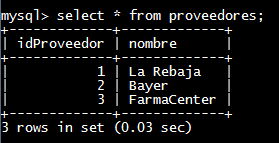 mysql> select * from proveedores;
+-------------+-------------+
| idProveedor | nombre      |
+-------------+-------------+
|           1 | La Rebaja   |
|           2 | Bayer       |
|           3 | FarmaCenter |
+-------------+-------------+
3 rows in set (0.03 sec)